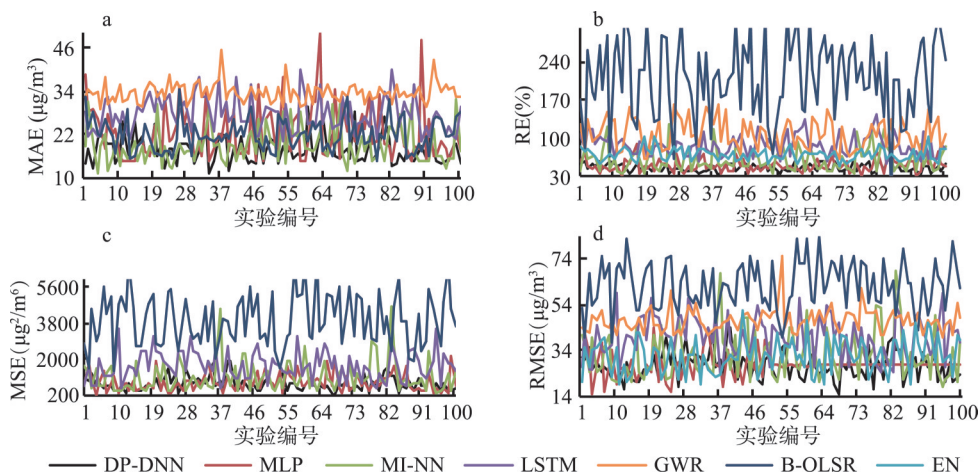 a
MAE (μg/m³)
46
34
22
10
1 10 19 28 37 46 55 64 73 82 91 100
实验编号
b
RE(%)
240
170
100
30
1 10 19 28 37 46 55 64 73 82 91 100
实验编号
c
MSE(μg²/m⁶)
5600
3800
2000
200
1 10 19 28 37 46 55 64 73 82 91 100
实验编号
d
RMSE(μg/m³)
74
54
34
14
1 10 19 28 37 46 55 64 73 82 91 100
实验编号
DP-DNN MLP MI-NN LSTM GWR B-OLSR EN